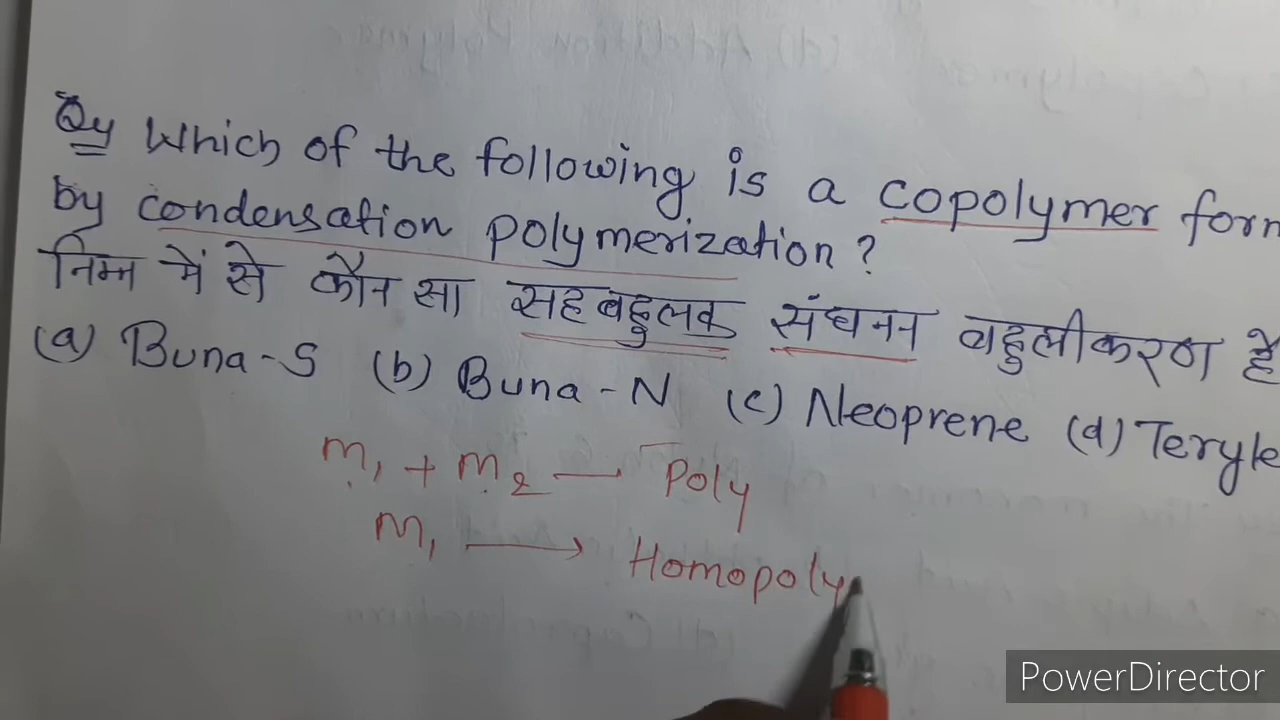 Qy Which of the following is a copolymer form
by condensation polymerization ?
निम्न में से कौन सा सहबहुलक संघनन बहुलीकरण है
(a) Buna-S (b) Buna-N (c) Neoprene (d) Teryle
M₁ + M₂ — Poly
M₁ → Homopoly
PowerDirector